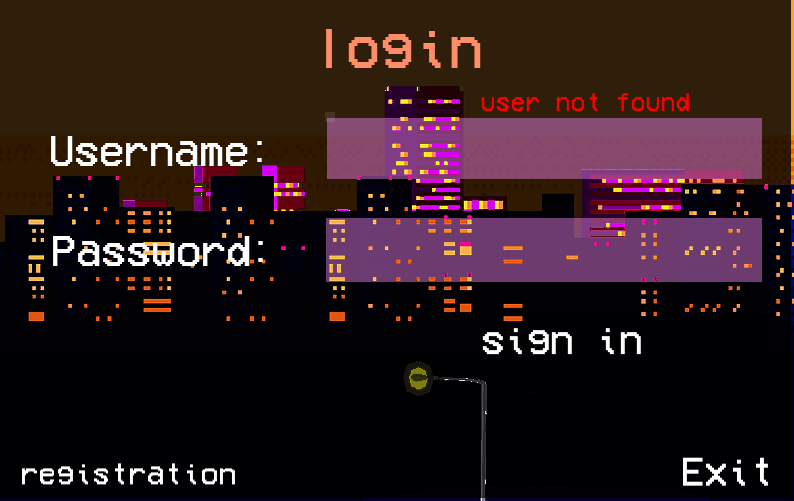 login
user not found
Username:
Password:
sign in
registration
Exit